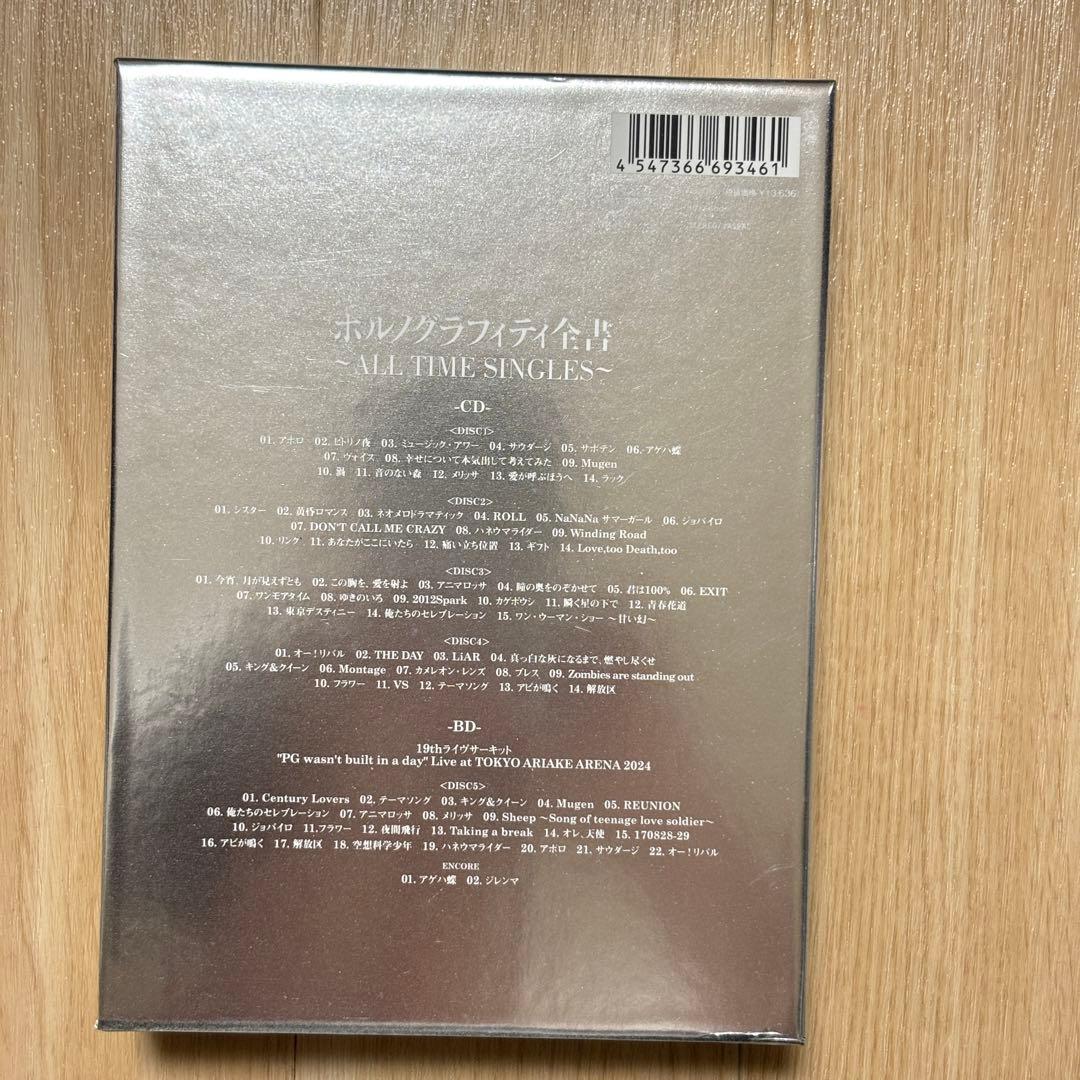 4 547366 693461
税抜価格 ¥13,636
ポルノグラフィティ全書
~ALL TIME SINGLES~
-CD-
<DISC1>
01. アポロ 02. ヒトリノ夜 03. ミュージック・アワー 04. サウダージ 05. サボテン 06. アゲハ蝶
07. ヴォイス 08. 幸せについて本気出して考えてみた 09. Mugen
10. 渦 11. 音のない森 12. メリッサ 13. 愛が呼ぶほうへ 14. ラック
<DISC2>
01. シスター 02. 黄昏ロマンス 03. ネオメロドラマティック 04. ROLL 05. NaNaNa サマーガール 06. ジョバイロ
07. DON'T CALL ME CRAZY 08. ハネウマライダー 09. Winding Road
10. リンク 11. あなたがここにいたら 12. 痛い立ち位置 13. ギフト 14. Love,too Death,too
<DISC3>
01. 今宵、月が見えずとも 02. この胸を、愛を射よ 03. アニマロッサ 04. 瞳の奥をのぞかせて 05. 君は100% 06. EXIT
07. ワンモアタイム 08. ゆきのいろ 09. 2012Spark 10. カゲボウシ 11. 瞬く星の下で 12. 青春花道
13. 東京デスティニー 14. 俺たちのセレブレーション 15. ワン・ウーマン・ショー ~甘い幻~
<DISC4>
01. オー!リバル 02. THE DAY 03. LiAR 04. 真っ白な灰になるまで、燃やし尽くせ
05. キング&クイーン 06. Montage 07. カメレオン・レンズ 08. ブレス 09. Zombies are standing out
10. フラワー 11. VS 12. テーマソング 13. アビが鳴く 14. 解放区
-BD-
19thライヴサーキット
"PG wasn't built in a day" Live at TOKYO ARIAKE ARENA 2024
<DISC5>
01. Century Lovers 02. テーマソング 03. キング&クイーン 04. Mugen 05. REUNION
06. 俺たちのセレブレーション 07. アニマロッサ 08. メリッサ 09. Sheep ~Song of teenage love soldier~
10. ジョバイロ 11.フラワー 12. 夜間飛行 13. Taking a break 14. オレ、天使 15. 170828-29
16. アビが鳴く 17. 解放区 18. 空想科学少年 19. ハネウマライダー 20. アポロ 21. サウダージ 22. オー!リバル
ENCORE
01. アゲハ蝶 02. ジレンマ